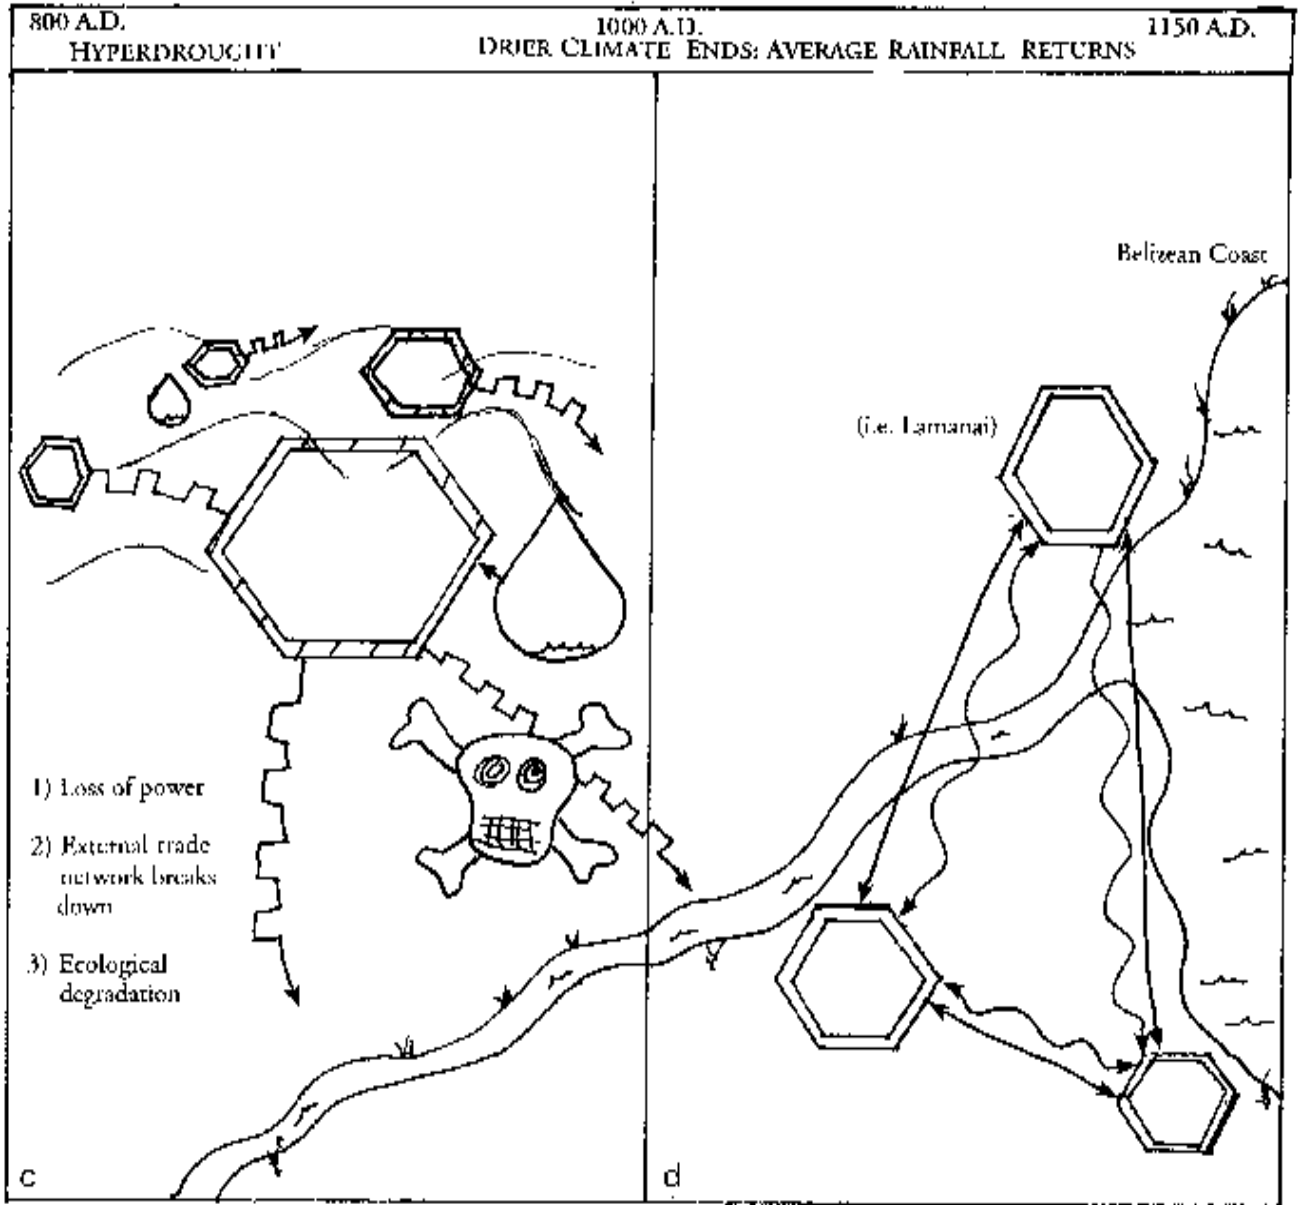 800 A.D. 1000 A.D. 1150 A.D.
HYPERDROUGHT DRIER CLIMATE ENDS: AVERAGE RAINFALL RETURNS
Belizean Coast
(i.e. Lamanai)
1) Loss of power
2) External trade
network breaks
down
3) Ecological
degradation
c d